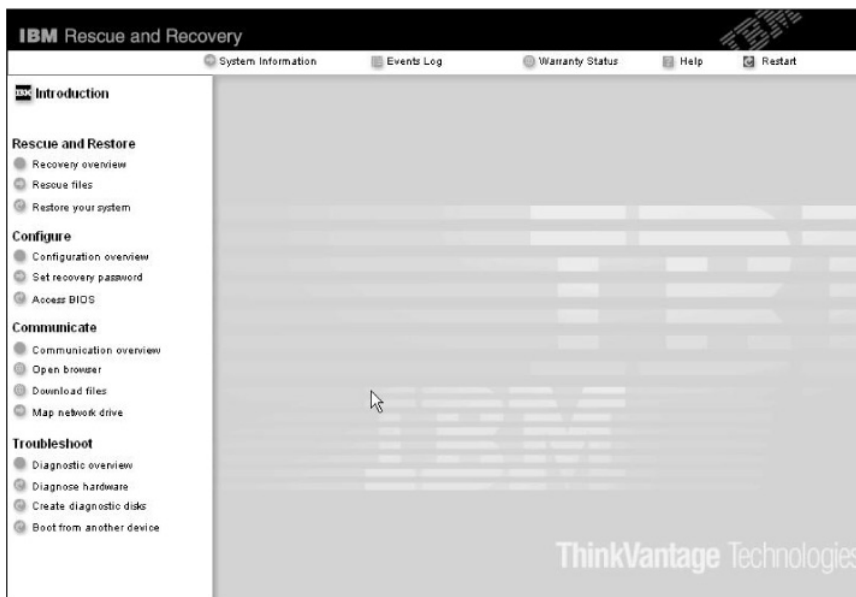 IBM Rescue and Recovery
IBM
System Information
Events Log
Warranty Status
Help
Restart
Introduction
Rescue and Restore
Recovery overview
Rescue files
Restore your system
Configure
Configuration overview
Set recovery password
Access BIOS
Communicate
Communication overview
Open browser
Download files
Map network drive
Troubleshoot
Diagnostic overview
Diagnose hardware
Create diagnostic disks
Boot from another device
IBM
ThinkVantage Technologies